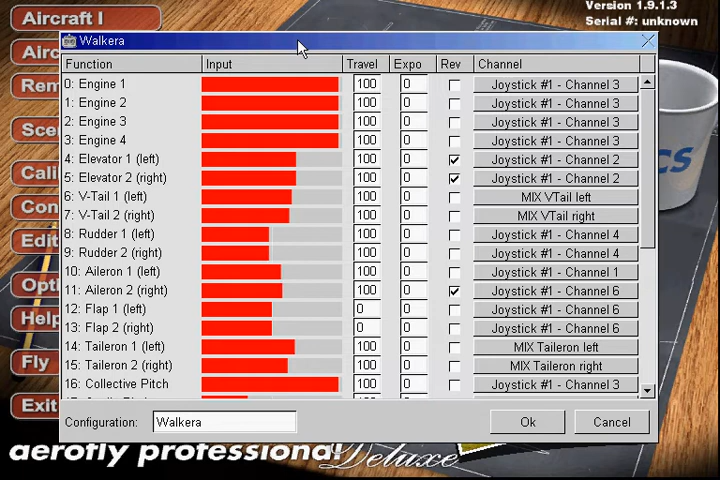 Aircraft I
Version 1.9.1.3
Serial #: unknown
Walkera
Function Input Travel Expo Rev Channel
0: Engine 1 100 0 Joystick #1 - Channel 3
1: Engine 2 100 0 Joystick #1 - Channel 3
2: Engine 3 100 0 Joystick #1 - Channel 3
3: Engine 4 100 0 Joystick #1 - Channel 3
4: Elevator 1 (left) 100 0 Joystick #1 - Channel 2
5: Elevator 2 (right) 100 0 Joystick #1 - Channel 2
6: V-Tail 1 (left) 100 0 MIX VTail left
7: V-Tail 2 (right) 100 0 MIX VTail right
8: Rudder 1 (left) 100 0 Joystick #1 - Channel 4
9: Rudder 2 (right) 100 0 Joystick #1 - Channel 4
10: Aileron 1 (left) 100 0 Joystick #1 - Channel 1
11: Aileron 2 (right) 100 0 Joystick #1 - Channel 6
12: Flap 1 (left) 0 0 Joystick #1 - Channel 6
13: Flap 2 (right) 0 0 Joystick #1 - Channel 6
14: Taileron 1 (left) 100 0 MIX Taileron left
15: Taileron 2 (right) 100 0 MIX Taileron right
16: Collective Pitch 100 0 Joystick #1 - Channel 3
Configuration: Walkera Ok Cancel
Airc
Rem
Sce
Cali
Con
Edit
Opti
Help
Fly
Exit
CS
aerofly professional Deluxe